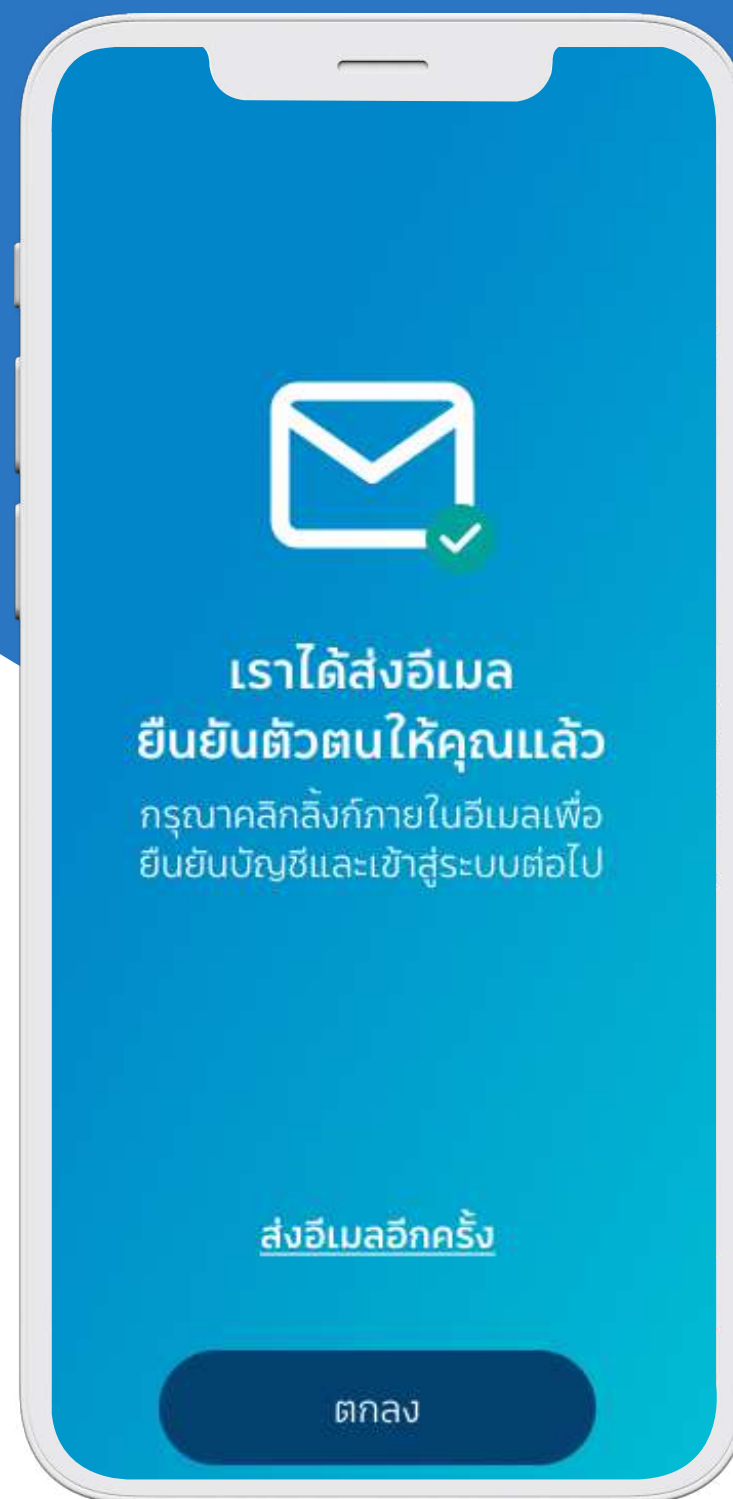 เราได้ส่งอีเมล
ยืนยันตัวตนให้คุณแล้ว
กรุณาคลิกลิ้งก์ภายในอีเมลเพื่อ
ยืนยันบัญชีและเข้าสู่ระบบต่อไป
ส่งอีเมลอีกครั้ง
ตกลง